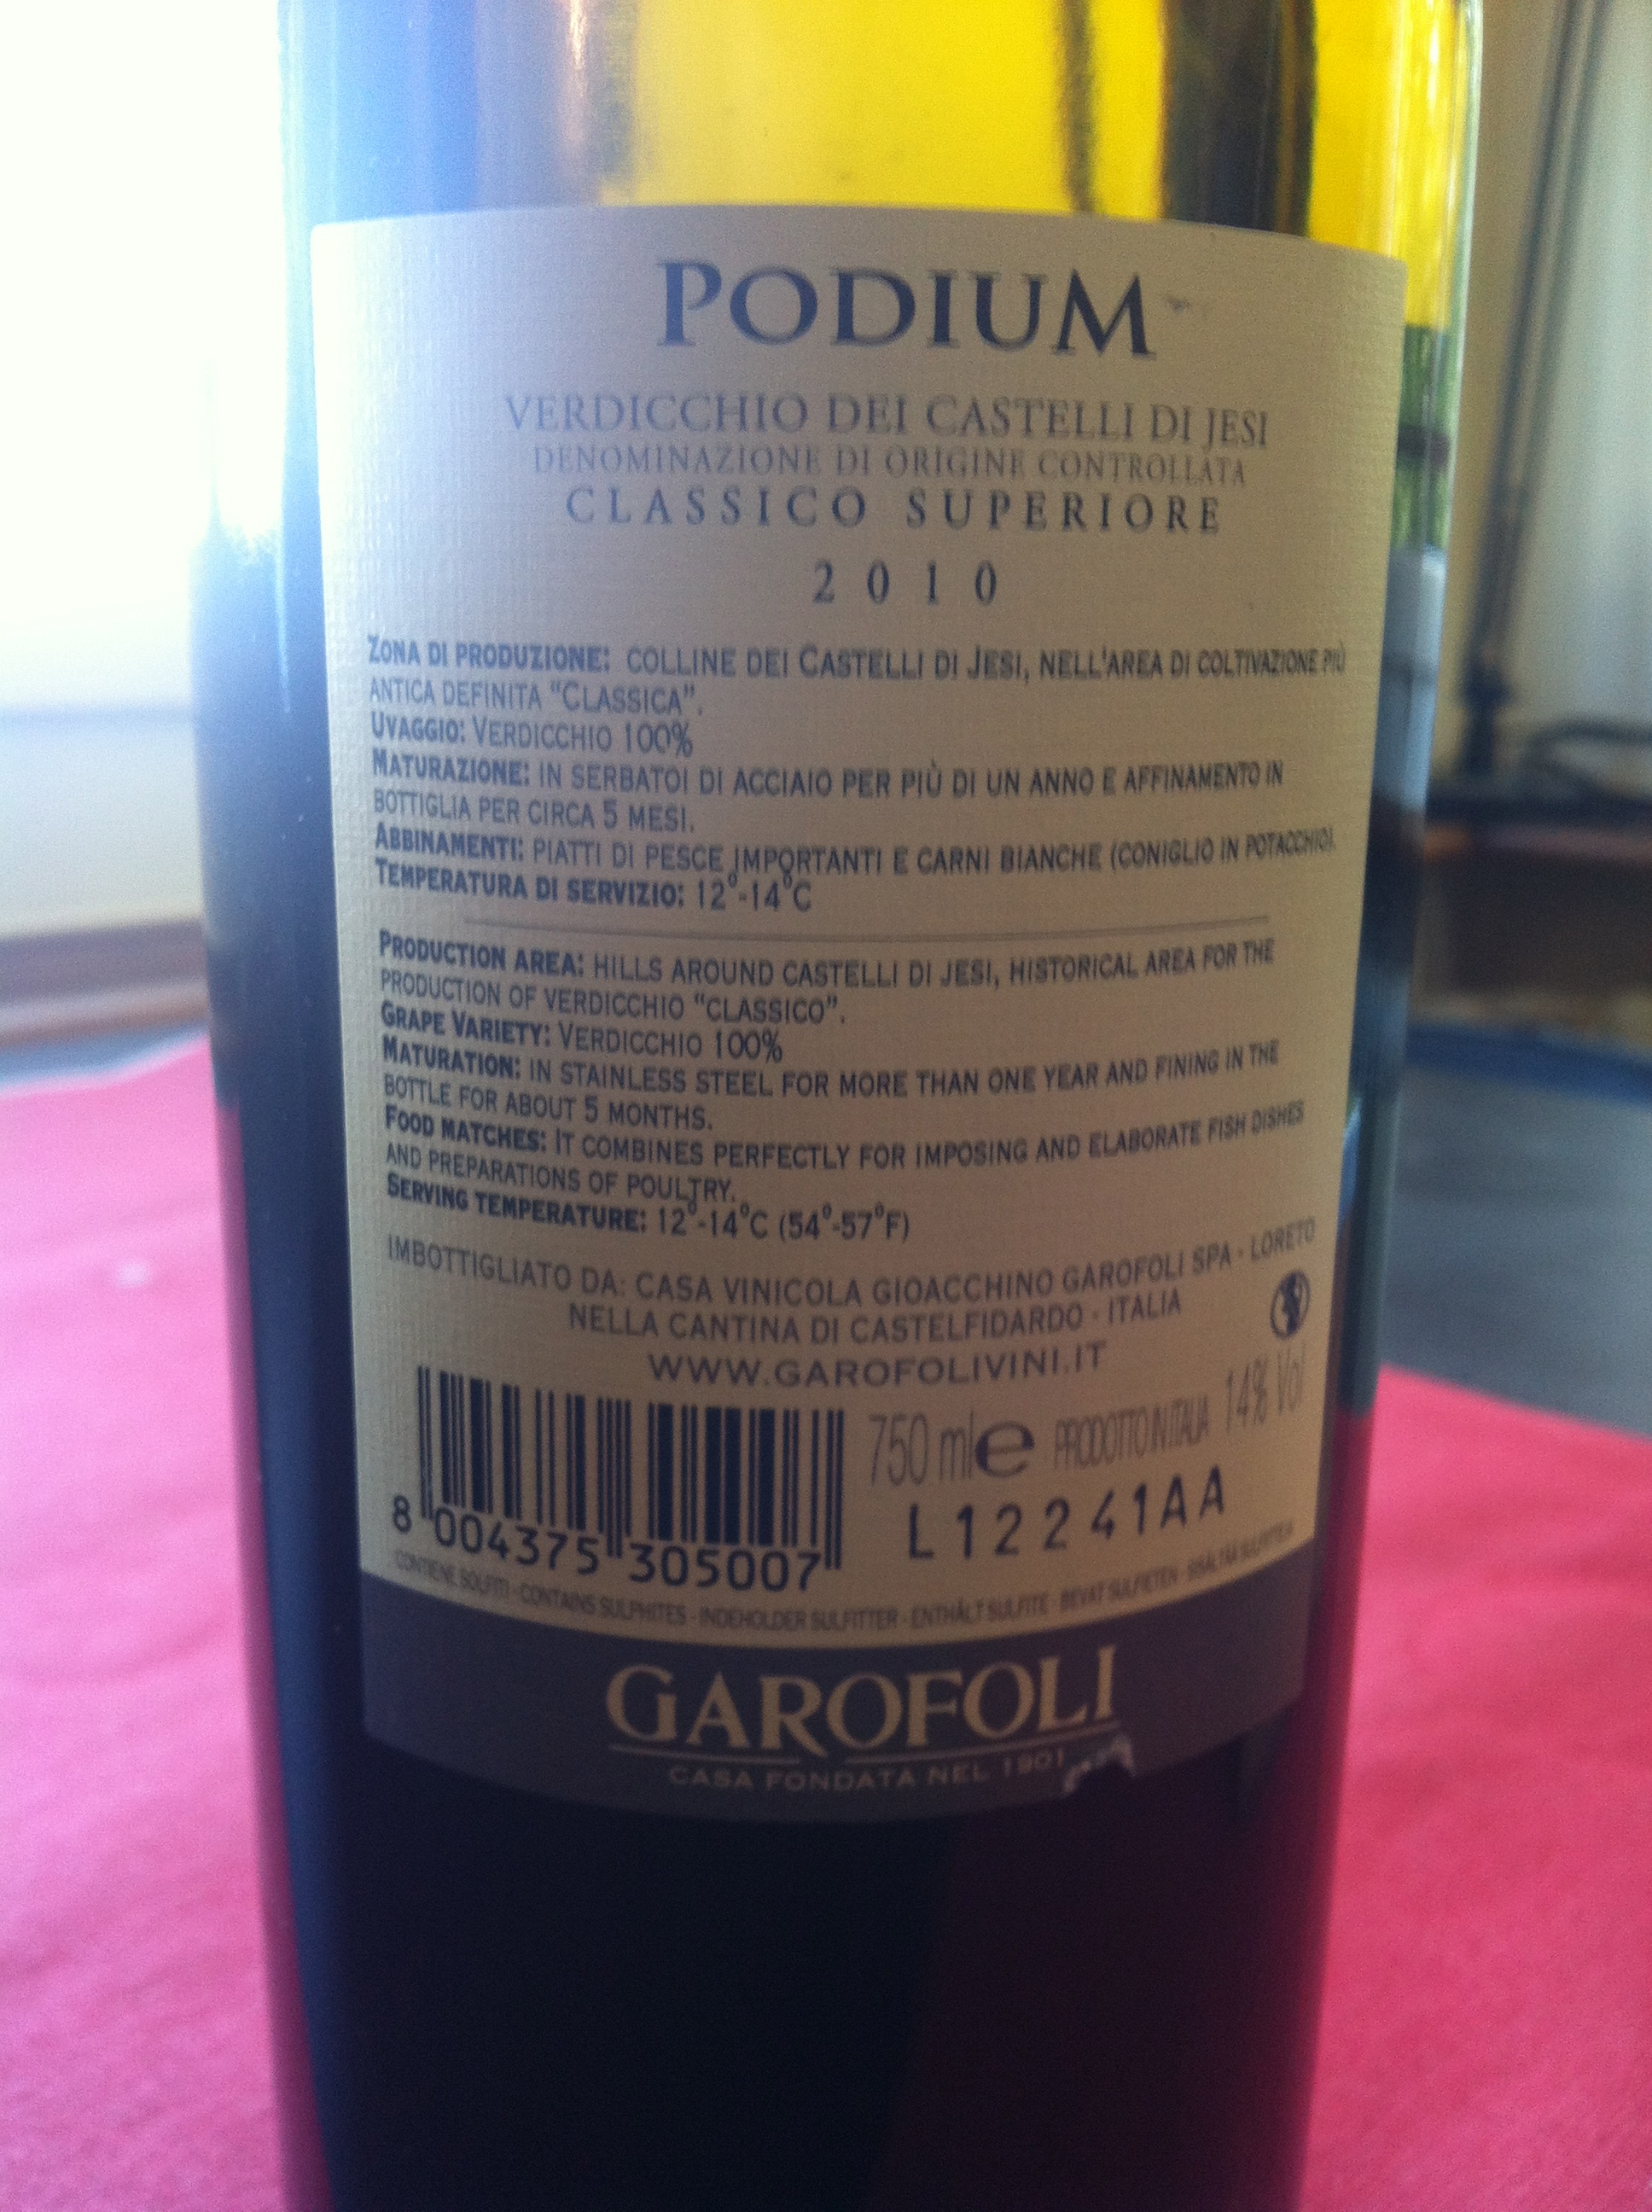 PODIUM
VERDICCHIO DEI CASTELLI DI JESI
DENOMINAZIONE DI ORIGINE CONTROLLATA
CLASSICO SUPERIORE
2010
ZONA DI PRODUZIONE: COLLINE DEI CASTELLI DI JESI, NELL'AREA DI COLTIVAZIONE PIÙ
ANTICA DEFINITA "CLASSICA".
UVAGGIO: VERDICCHIO 100%
MATURAZIONE: IN SERBATOI DI ACCIAIO PER PIÙ DI UN ANNO E AFFINAMENTO IN
BOTTIGLIA PER CIRCA 5 MESI.
ABBINAMENTI: PIATTI DI PESCE IMPORTANTI E CARNI BIANCHE (CONIGLIO IN POTACCHIO).
TEMPERATURA DI SERVIZIO: 12°-14°C
PRODUCTION AREA: HILLS AROUND CASTELLI DI JESI, HISTORICAL AREA FOR THE
PRODUCTION OF VERDICCHIO "CLASSICO".
GRAPE VARIETY: VERDICCHIO 100%
MATURATION: IN STAINLESS STEEL FOR MORE THAN ONE YEAR AND FINING IN THE
BOTTLE FOR ABOUT 5 MONTHS.
FOOD MATCHES: IT COMBINES PERFECTLY FOR IMPOSING AND ELABORATE FISH DISHES
AND PREPARATIONS OF POULTRY.
SERVING TEMPERATURE: 12°-14°C (54°-57°F)
IMBOTTIGLIATO DA: CASA VINICOLA GIOACCHINO GAROFOLI SPA - LORETO
NELLA CANTINA DI CASTELFIDARDO - ITALIA
WWW.GAROFOLIVINI.IT
750 ml e PRODOTTO IN ITALIA 14% Vol
L12241AA
8 004375 305007
CONTIENE SOLFITI - CONTAINS SULPHITES - INDEHOLDER SULFITTER - ENTHÄLT SULFITE - BEVAT SULFIETEN - SISÄLTÄÄ SULFIITTEJA
GAROFOLI
CASA FONDATA NEL 1901